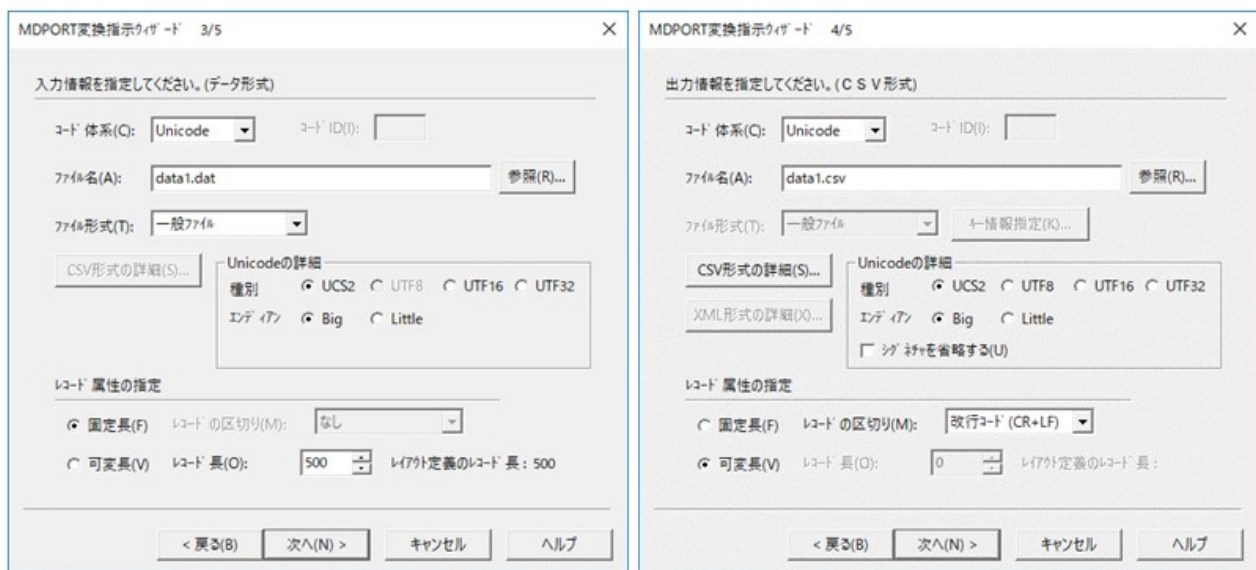 MDPORT変換指示ｳｨｻﾞｰﾄﾞ 3/5
入力情報を指定してください。(データ形式)
ｺｰﾄﾞ体系(C): Unicode ｺｰﾄﾞID(I):
ﾌｧｲﾙ名(A): data1.dat 参照(R)...
ﾌｧｲﾙ形式(T): 一般ﾌｧｲﾙ
CSV形式の詳細(S)...
Unicodeの詳細
種別 UCS2 UTF8 UTF16 UTF32
ｴﾝﾃﾞｨｱﾝ Big Little
ﾚｺｰﾄﾞ属性の指定
固定長(F) ﾚｺｰﾄﾞの区切り(M): なし
可変長(V) ﾚｺｰﾄﾞ長(O): 500 ﾚｲｱｳﾄ定義のﾚｺｰﾄﾞ長: 500
< 戻る(B) 次へ(N) > キャンセル ヘルプ
MDPORT変換指示ｳｨｻﾞｰﾄﾞ 4/5
出力情報を指定してください。(ＣＳＶ形式)
ｺｰﾄﾞ体系(C): Unicode ｺｰﾄﾞID(I):
ﾌｧｲﾙ名(A): data1.csv 参照(R)...
ﾌｧｲﾙ形式(T): 一般ﾌｧｲﾙ ｷｰ情報指定(K)...
CSV形式の詳細(S)...
XML形式の詳細(X)...
Unicodeの詳細
種別 UCS2 UTF8 UTF16 UTF32
ｴﾝﾃﾞｨｱﾝ Big Little
ｼｸﾞﾈﾁｬを省略する(U)
ﾚｺｰﾄﾞ属性の指定
固定長(F) ﾚｺｰﾄﾞの区切り(M): 改行ｺｰﾄﾞ(CR+LF)
可変長(V) ﾚｺｰﾄﾞ長(O): 0 ﾚｲｱｳﾄ定義のﾚｺｰﾄﾞ長:
< 戻る(B) 次へ(N) > キャンセル ヘルプ